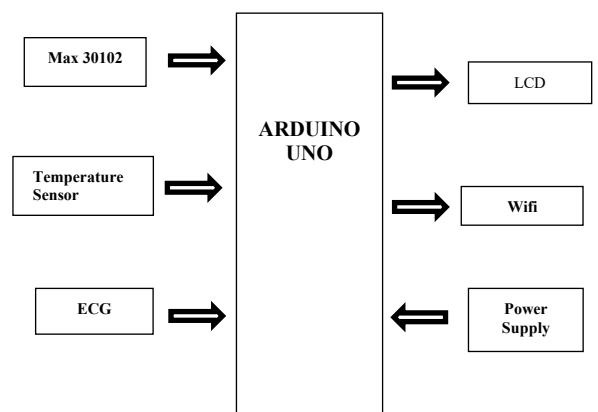 Max 30102
Temperature
Sensor
ECG
ARDUINO
UNO
LCD
Wifi
Power
Supply